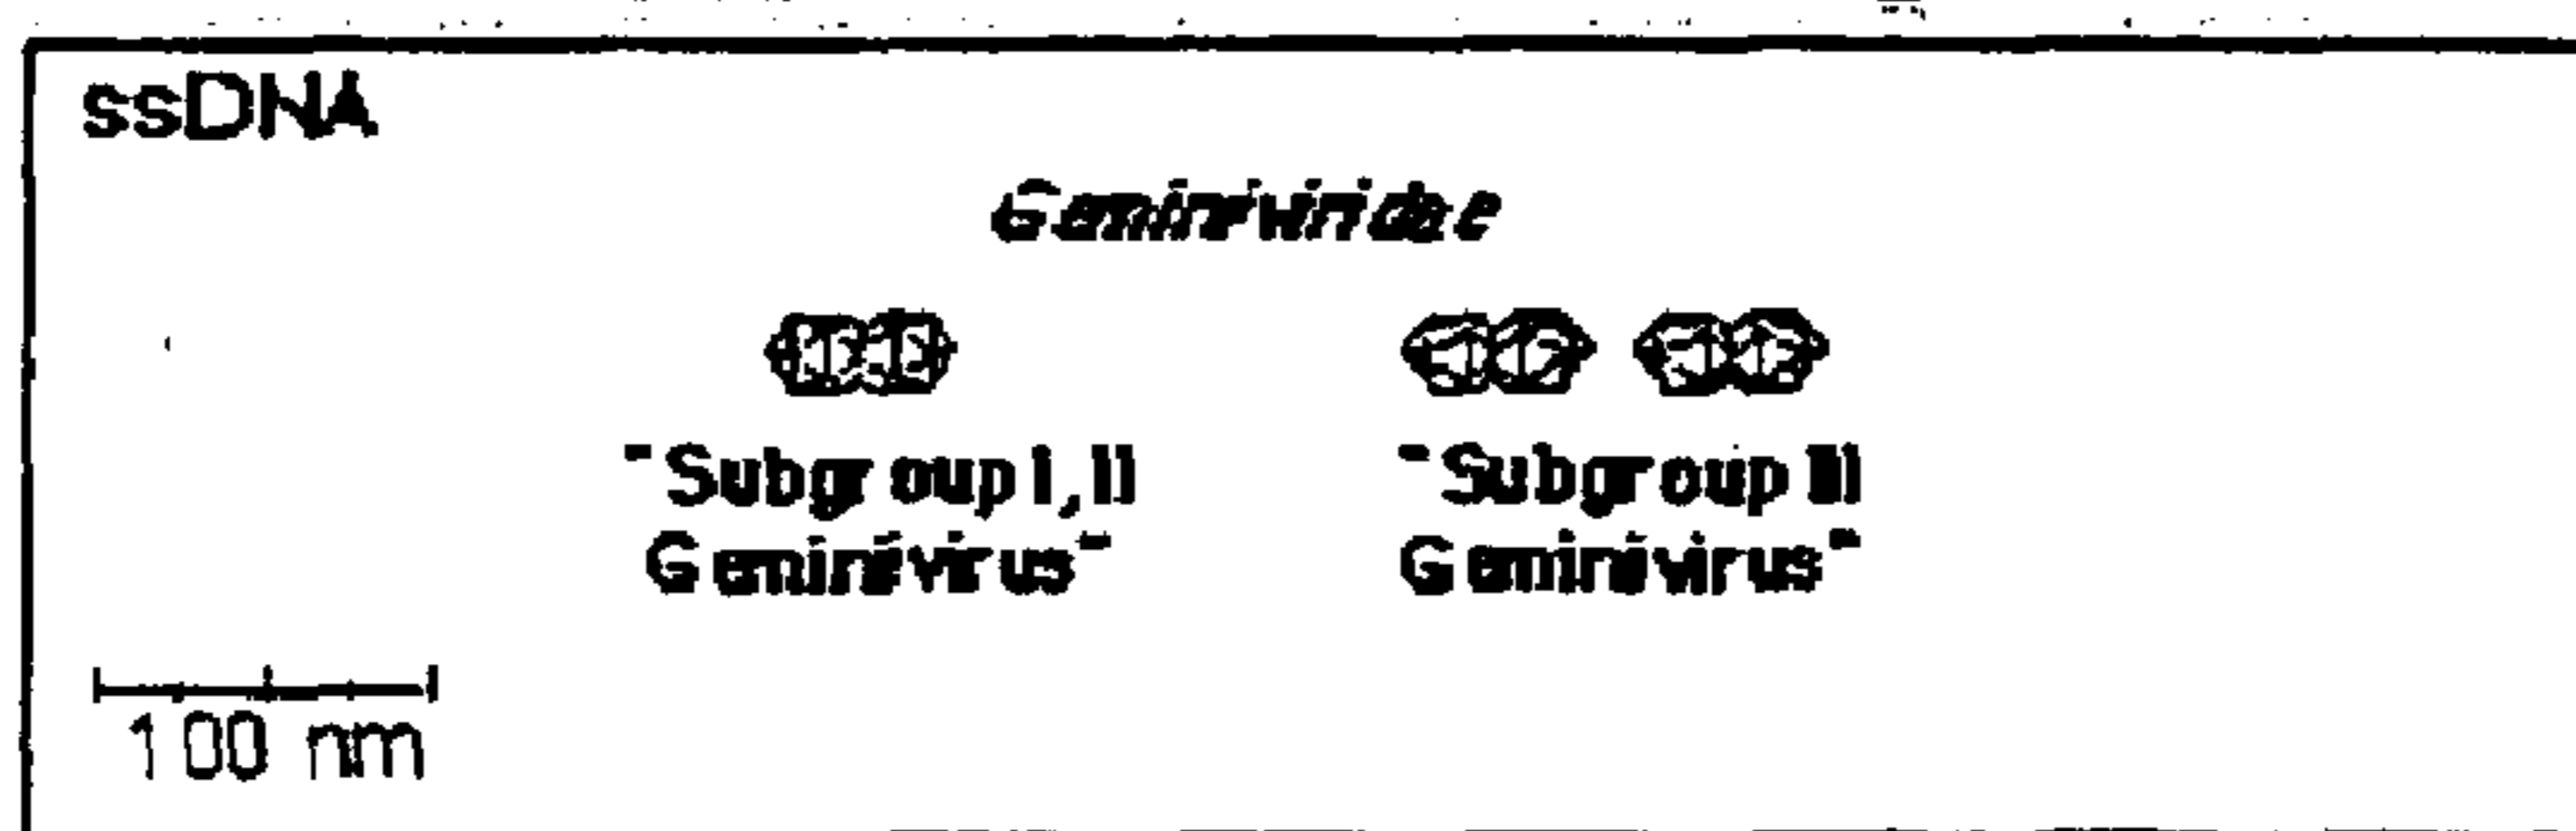 ssDNA
Geminiviridae
"Subgroup I, II
Geminivirus"
"Subgroup III
Geminivirus"
100 nm